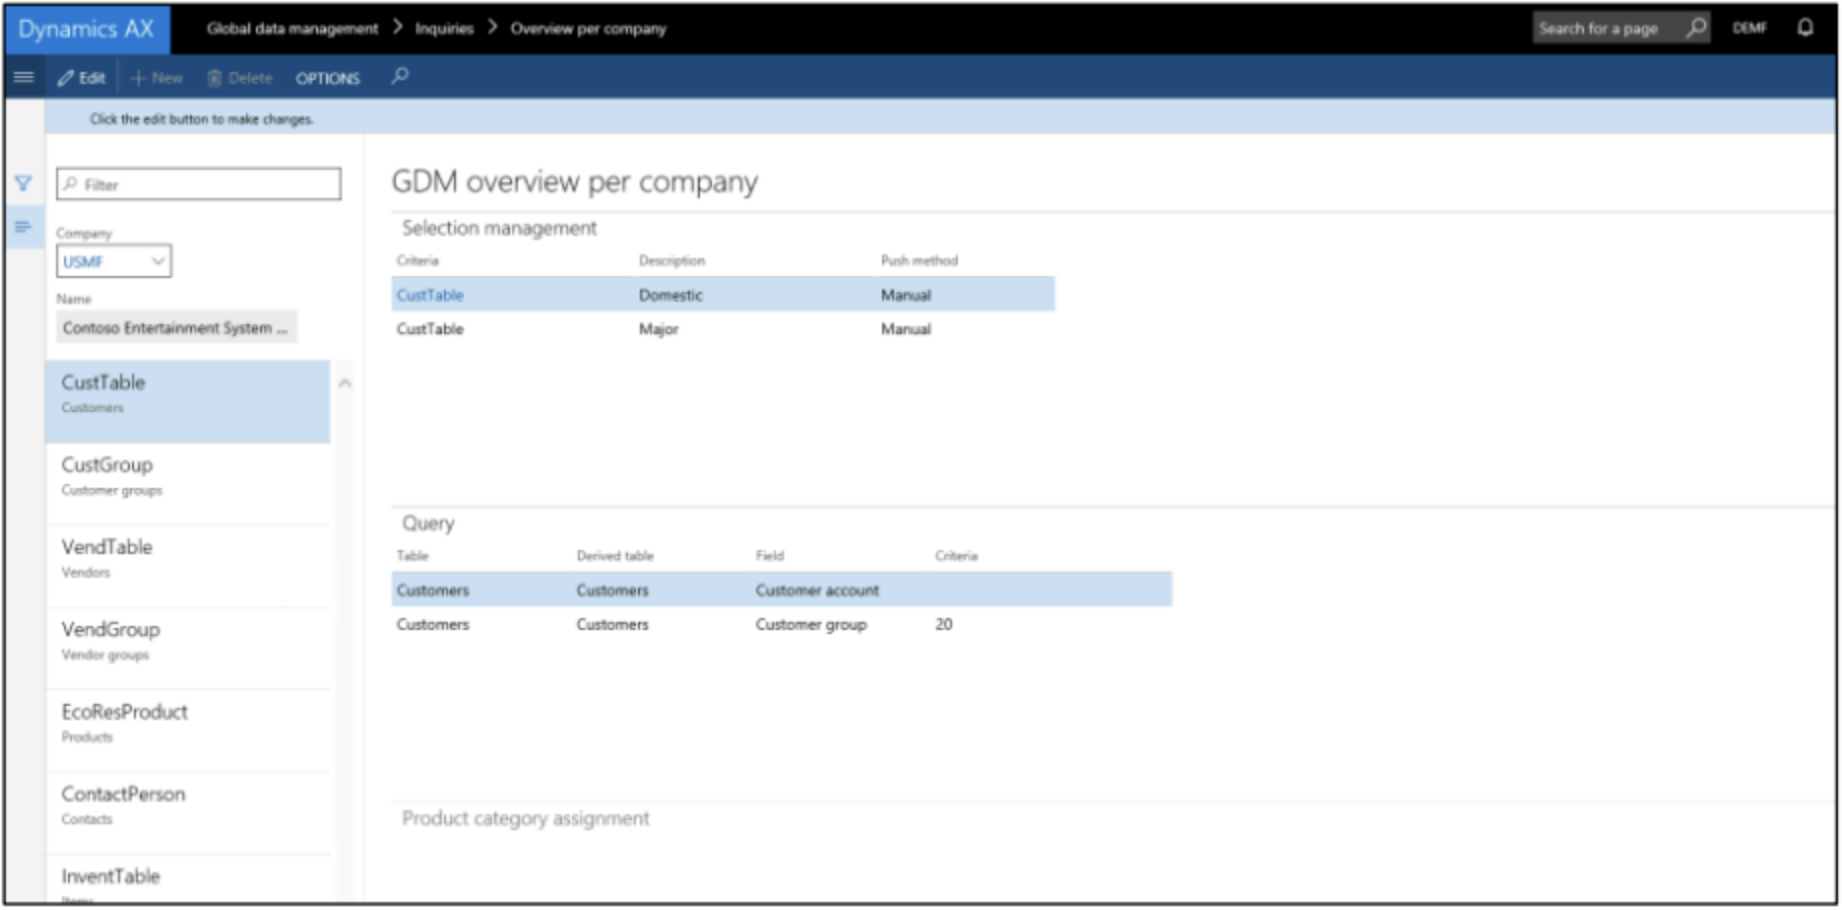 Dynamics AX Global data management > Inquiries > Overview per company Search for a page DEMF
Edit + New Delete OPTIONS
Click the edit button to make changes.
Filter
Company
USMF
Name
Contoso Entertainment System ...
CustTable
Customers
CustGroup
Customer groups
VendTable
Vendors
VendGroup
Vendor groups
EcoResProduct
Products
ContactPerson
Contacts
InventTable
Items
GDM overview per company
Selection management
Criteria Description Push method
CustTable Domestic Manual
CustTable Major Manual
Query
Table Derived table Field Criteria
Customers Customers Customer account
Customers Customers Customer group 20
Product category assignment